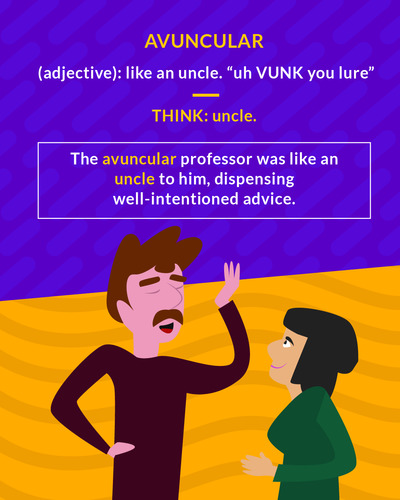 AVUNCULAR
(adjective): like an uncle. “uh VUNK you lure”
THINK: uncle.
The avuncular professor was like an
uncle to him, dispensing
well-intentioned advice.